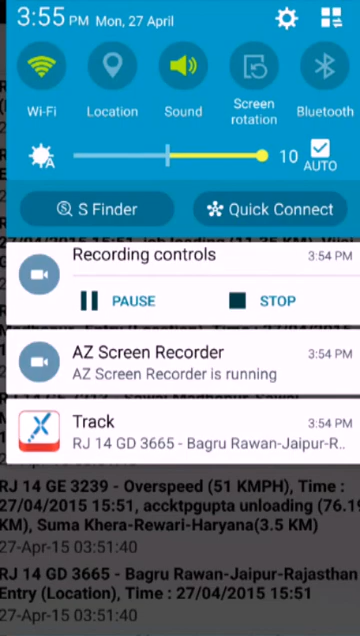 3:55 PM Mon, 27 April
Wi-Fi
Location
Sound
Screen
rotation
Bluetooth
10
AUTO
S Finder
Quick Connect
Recording controls 3:54 PM
PAUSE STOP
AZ Screen Recorder 3:54 PM
AZ Screen Recorder is running
Track 3:54 PM
RJ 14 GD 3665 - Bagru Rawan-Jaipur-R..
RJ 14 GE 3239 - Overspeed (51 KMPH), Time :
27/04/2015 15:51, accktpgupta unloading (76.19
KM), Suma Khera-Rewari-Haryana(3.5 KM)
27-Apr-15 03:51:40
RJ 14 GD 3665 - Bagru Rawan-Jaipur-Rajasthan
Entry (Location), Time : 27/04/2015 15:51
27-Apr-15 03:51:40